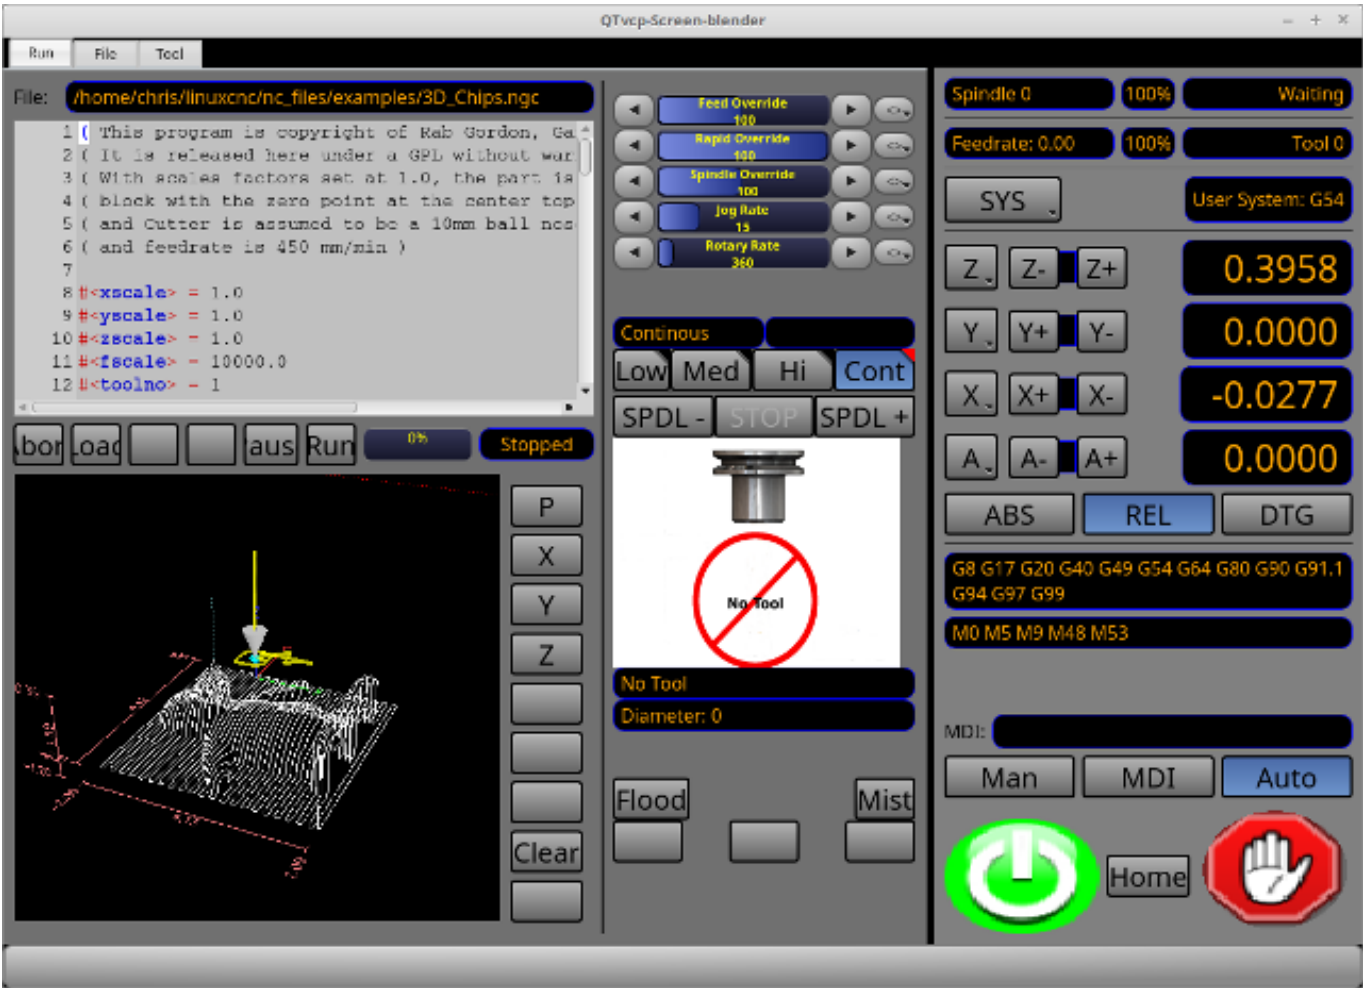 QTvcp-Screen-blender
Run File Tool
File: /home/chris/linuxcnc/nc_files/examples/3D_Chips.ngc
1 ( This program is copyright of Rab Gordon, Ga
2 ( It is released here under a GPL without war
3 ( With scales factors set at 1.0, the part is
4 ( block with the zero point at the center top
5 ( and Cutter is assumed to be a 10mm ball nos
6 ( and feedrate is 450 mm/min )
7
8 #<xscale> = 1.0
9 #<yscale> = 1.0
10 #<zscale> = 1.0
11 #<fscale> = 10000.0
12 #<toolno> = 1
bor Load aus Run 0% Stopped
P
X
Y
Z
Clear
Feed Override
100
Rapid Override
100
Spindle Override
100
Jog Rate
15
Rotary Rate
360
Continous
Low Med Hi Cont
SPDL - STOP SPDL +
No Tool
No Tool
Diameter: 0
Flood Mist
Spindle 0 100% Waiting
Feedrate: 0.00 100% Tool 0
SYS User System: G54
Z Z- Z+ 0.3958
Y Y+ Y- 0.0000
X X+ X- -0.0277
A A- A+ 0.0000
ABS REL DTG
G8 G17 G20 G40 G49 G54 G64 G80 G90 G91.1
G94 G97 G99
M0 M5 M9 M48 M53
MDI:
Man MDI Auto
Home